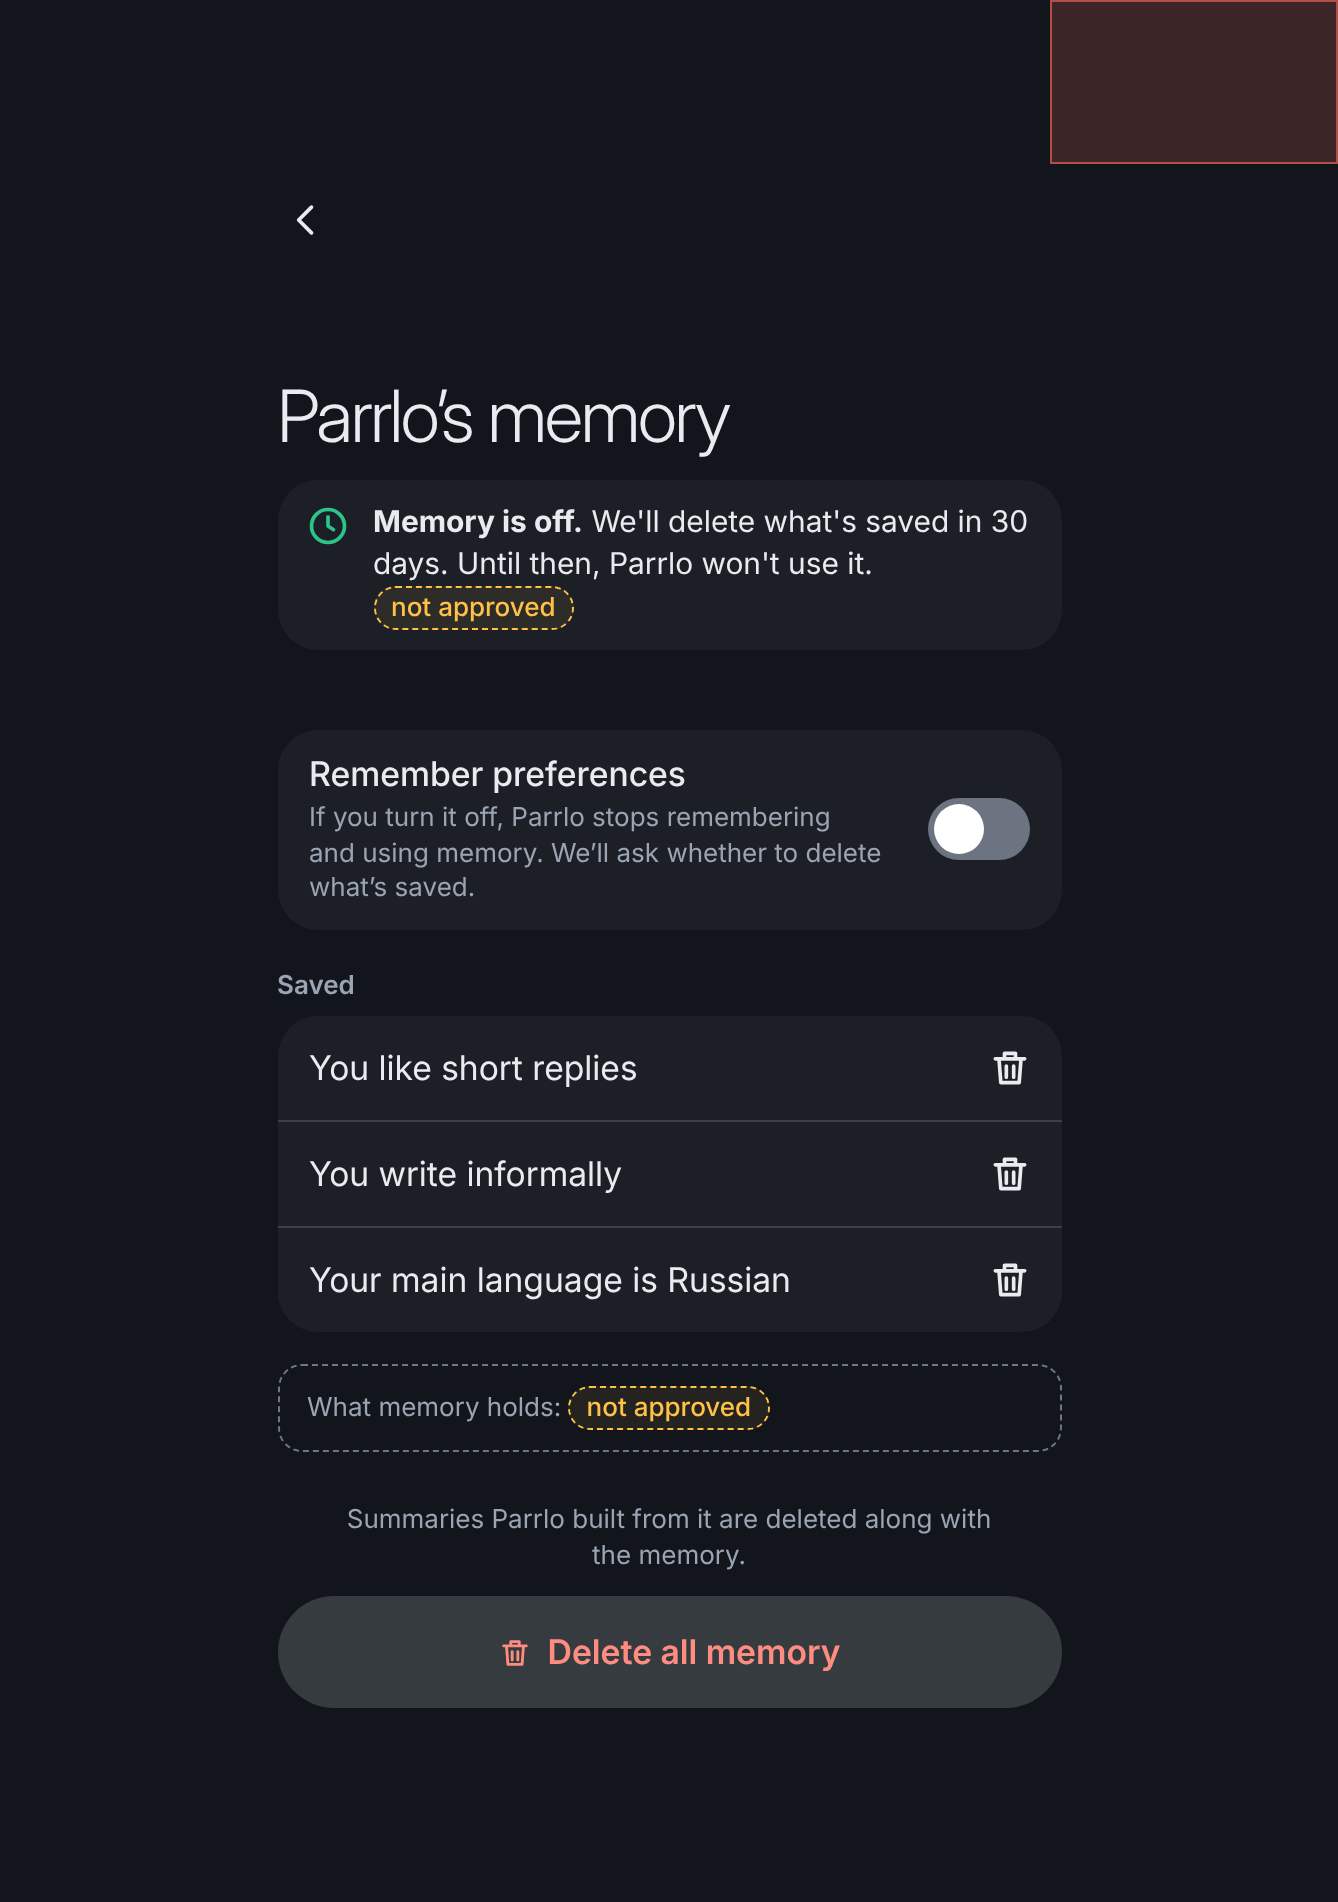 Parrlo’s memory
Memory is off. We'll delete what's saved in 30
days. Until then, Parrlo won't use it.
not approved
Remember preferences
If you turn it off, Parrlo stops remembering
and using memory. We’ll ask whether to delete
what’s saved.
Saved
You like short replies
You write informally
Your main language is Russian
What memory holds: not approved
Summaries Parrlo built from it are deleted along with
the memory.
Delete all memory